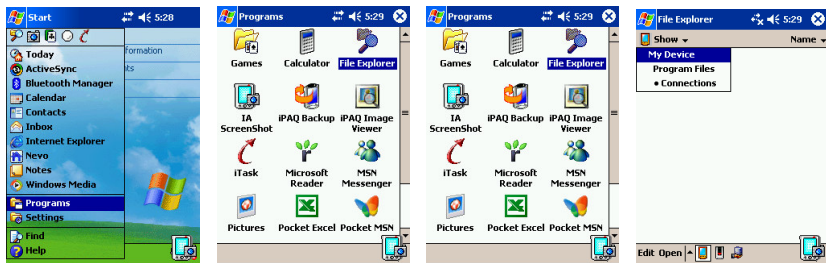 Start 5:28
Today
ActiveSync
Bluetooth Manager
Calendar
Contacts
Inbox
Internet Explorer
Nevo
Notes
Windows Media
Programs
Settings
Find
Help
formation
ts
Programs 5:29
Games Calculator File Explorer
IA ScreenShot iPAQ Backup iPAQ Image Viewer
iTask Microsoft Reader MSN Messenger
Pictures Pocket Excel Pocket MSN
Programs 5:29
Games Calculator File Explorer
IA ScreenShot iPAQ Backup iPAQ Image Viewer
iTask Microsoft Reader MSN Messenger
Pictures Pocket Excel Pocket MSN
File Explorer 5:29
Show Name
My Device
Program Files
• Connections
Edit Open